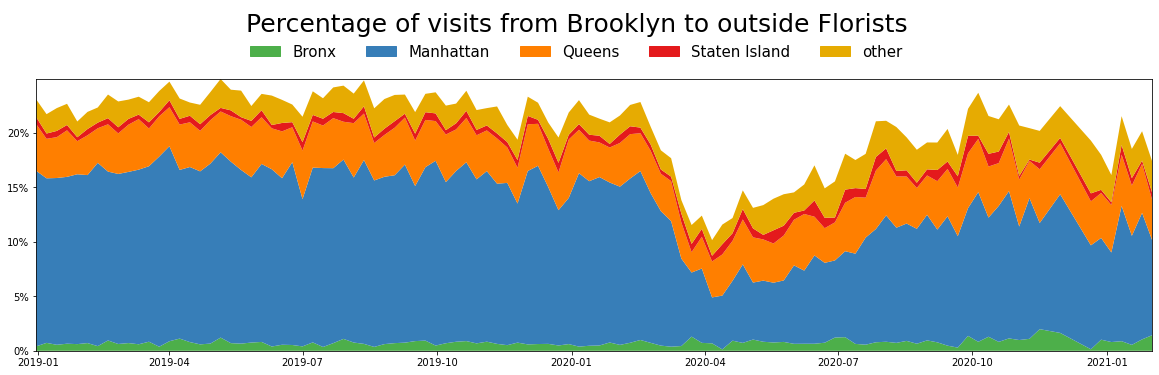 Percentage of visits from Brooklyn to outside Florists
Bronx Manhattan Queens Staten Island other
20%
15%
10%
5%
0%
2019-01 2019-04 2019-07 2019-10 2020-01 2020-04 2020-07 2020-10 2021-01